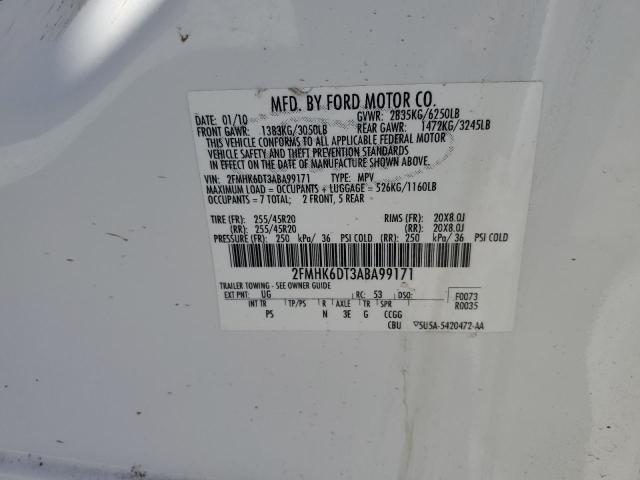 MFD. BY FORD MOTOR CO.
DATE: 01/10 GVWR: 2835KG/6250LB
FRONT GAWR: 1383KG/3050LB REAR GAWR: 1472KG/3245LB
THIS VEHICLE CONFORMS TO ALL APPLICABLE FEDERAL MOTOR
VEHICLE SAFETY AND THEFT PREVENTION STANDARDS
IN EFFECT ON THE DATE OF MANUFACTURE SHOWN ABOVE.
VIN: 2FMHK6DT3ABA99171 TYPE: MPV
MAXIMUM LOAD = OCCUPANTS + LUGGAGE = 526KG/1160LB
OCCUPANTS = 7 TOTAL; 2 FRONT, 5 REAR
TIRE (FR): 255/45R20 RIMS (FR): 20X8.0J
(RR): 255/45R20 (RR): 20X8.0J
PRESSURE (FR): 250 kPa/ 36 PSI COLD (RR): 250 kPa/ 36 PSI COLD
2FMHK6DT3ABA99171
TRAILER TOWING - SEE OWNER GUIDE
EXT PNT: UG RC: 53 DSO: F0073
INT TR TP/PS R AXLE TR SPR R0035
PS N 3E G CCGG
CBU 5U5A-5420472-AA